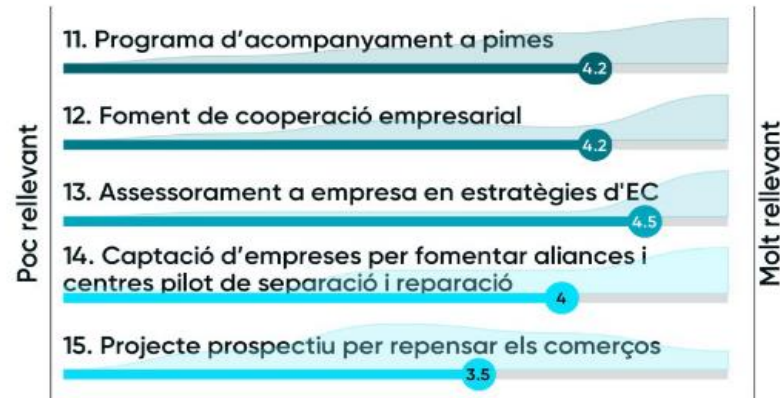 Poc rellevant
11. Programa d’acompanyament a pimes
4.2
12. Foment de cooperació empresarial
4.2
13. Assessorament a empresa en estratègies d'EC
4.5
14. Captació d’empreses per fomentar aliances i
centres pilot de separació i reparació
4
15. Projecte prospectiu per repensar els comerços
3.5
Molt rellevant